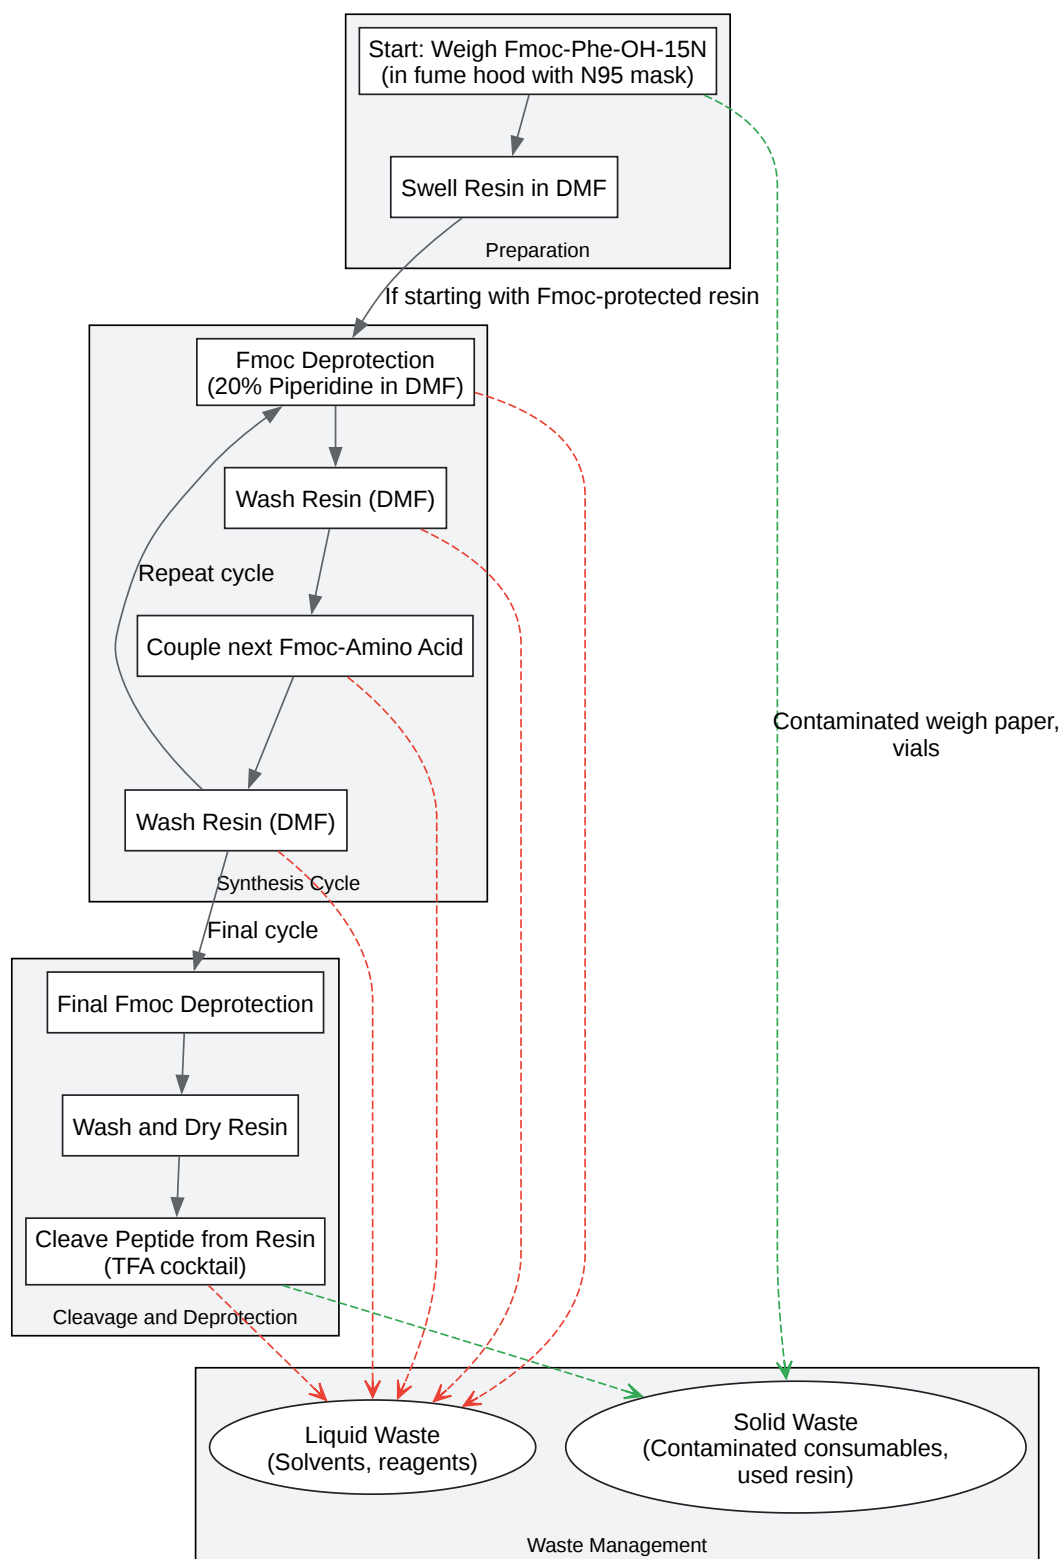 Start: Weigh Fmoc-Phe-OH-15N
(in fume hood with N95 mask)
Swell Resin in DMF
Preparation
If starting with Fmoc-protected resin
Fmoc Deprotection
(20% Piperidine in DMF)
Wash Resin (DMF)
Repeat cycle
Couple next Fmoc-Amino Acid
Contaminated weigh paper,
vials
Wash Resin (DMF)
Synthesis Cycle
Final cycle
Final Fmoc Deprotection
Wash and Dry Resin
Cleave Peptide from Resin
(TFA cocktail)
Cleavage and Deprotection
Liquid Waste
(Solvents, reagents)
Solid Waste
(Contaminated consumables,
used resin)
Waste Management